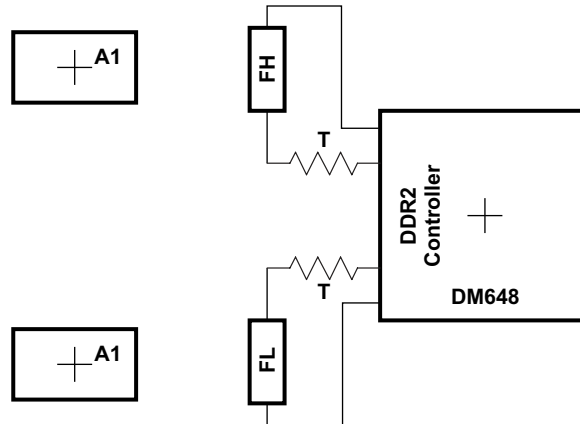 A1
FH
T
DDR2
Controller
DM648
T
A1
FL